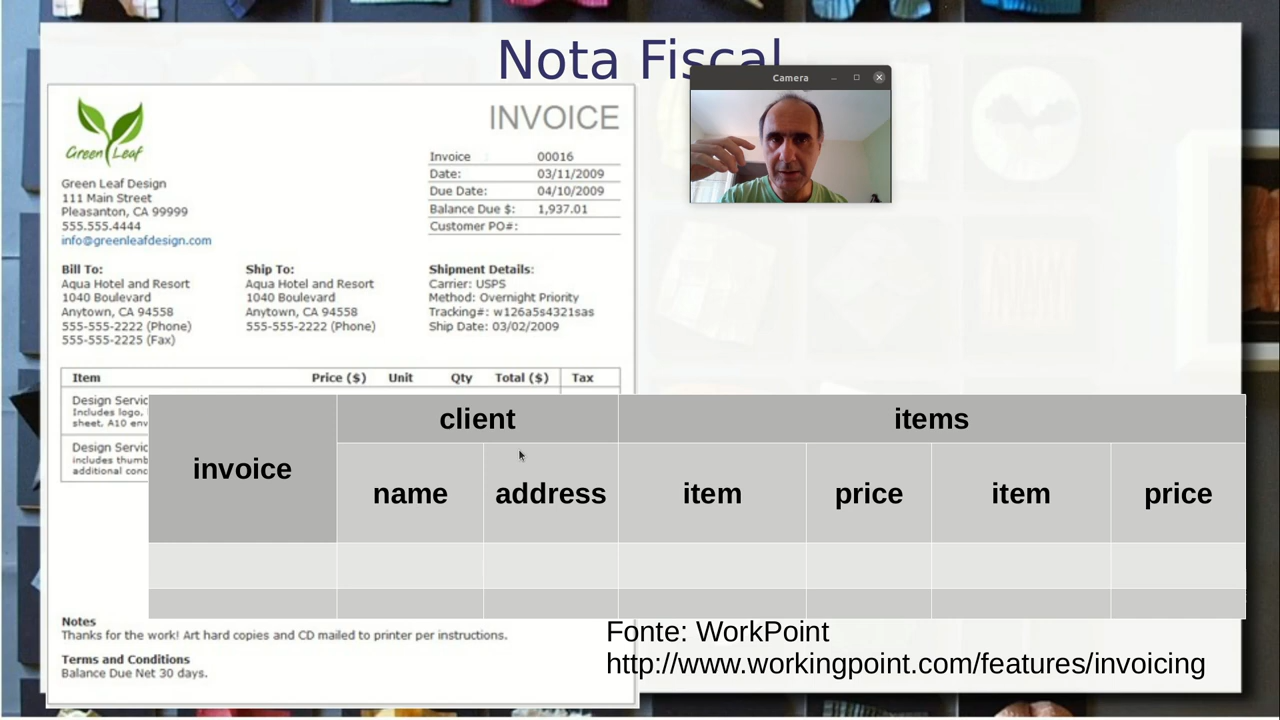 Nota Fiscal
Camera
Green Leaf
INVOICE
Invoice 00016
Date: 03/11/2009
Due Date: 04/10/2009
Balance Due $: 1,937.01
Customer PO#:
Green Leaf Design
111 Main Street
Pleasanton, CA 99999
555.555.4444
info@greenleafdesign.com
Bill To:
Aqua Hotel and Resort
1040 Boulevard
Anytown, CA 94558
555-555-2222 (Phone)
555-555-2225 (Fax)
Ship To:
Aqua Hotel and Resort
1040 Boulevard
Anytown, CA 94558
555-555-2222 (Phone)
Shipment Details:
Carrier: USPS
Method: Overnight Priority
Tracking#: w126a5s4321sas
Ship Date: 03/02/2009
Item Price ($) Unit Qty Total ($) Tax
Design Servic
Includes logo,
sheet, A10 env
Design Servic
includes thumb
additional conc
invoice client items
name address item price item price
Notes
Thanks for the work! Art hard copies and CD mailed to printer per instructions.
Terms and Conditions
Balance Due Net 30 days.
Fonte: WorkPoint
http://www.workingpoint.com/features/invoicing